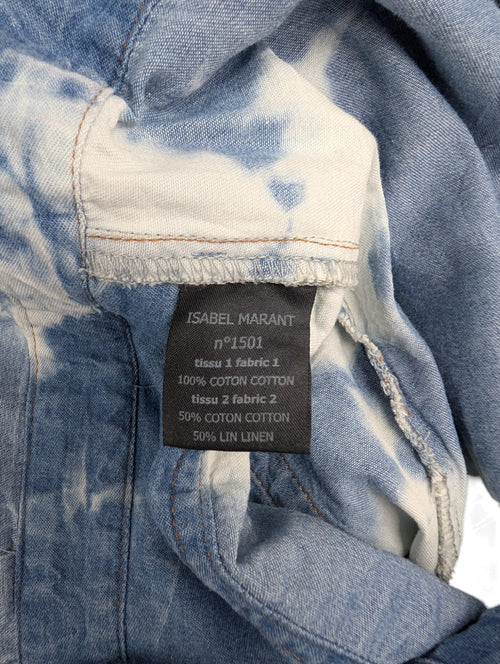 ISABEL MARANT
n°1501
tissu 1 fabric 1
100% COTON COTTON
tissu 2 fabric 2
50% COTON COTTON
50% LIN LINEN